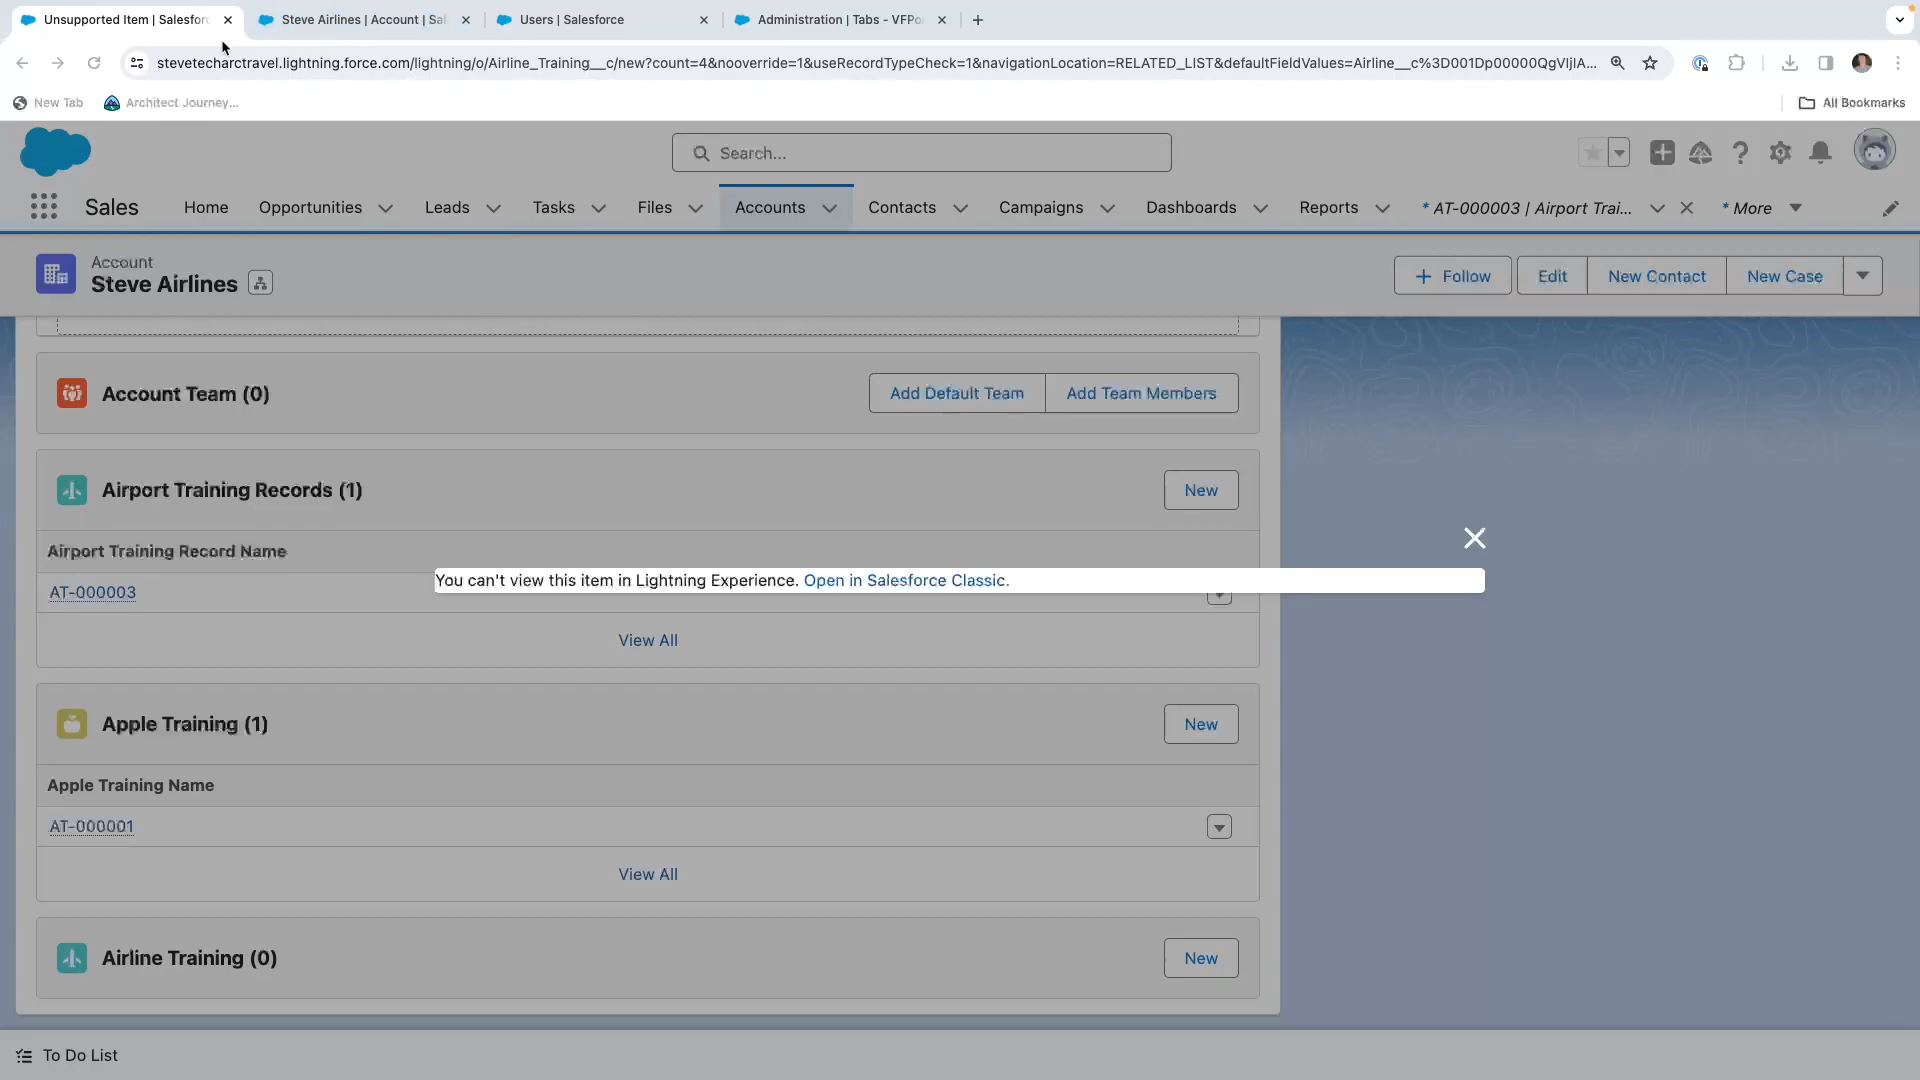 Unsupported Item | Salesforc
Steve Airlines | Account | Sal
Users | Salesforce
Administration | Tabs - VFPo
stevetecharctravel.lightning.force.com/lightning/o/Airline_Training__c/new?count=4&nooverride=1&useRecordTypeCheck=1&navigationLocation=RELATED_LIST&defaultFieldValues=Airline__c%3D001Dp00000QgVIjIA...
New Tab
Architect Journey...
All Bookmarks
Search...
Sales
Home
Opportunities
Leads
Tasks
Files
Accounts
Contacts
Campaigns
Dashboards
Reports
* AT-000003 | Airport Trai...
* More
Account
Steve Airlines
+ Follow
Edit
New Contact
New Case
Account Team (0)
Add Default Team
Add Team Members
Airport Training Records (1)
New
Airport Training Record Name
You can't view this item in Lightning Experience. Open in Salesforce Classic.
AT-000003
View All
Apple Training (1)
New
Apple Training Name
AT-000001
View All
Airline Training (0)
New
To Do List